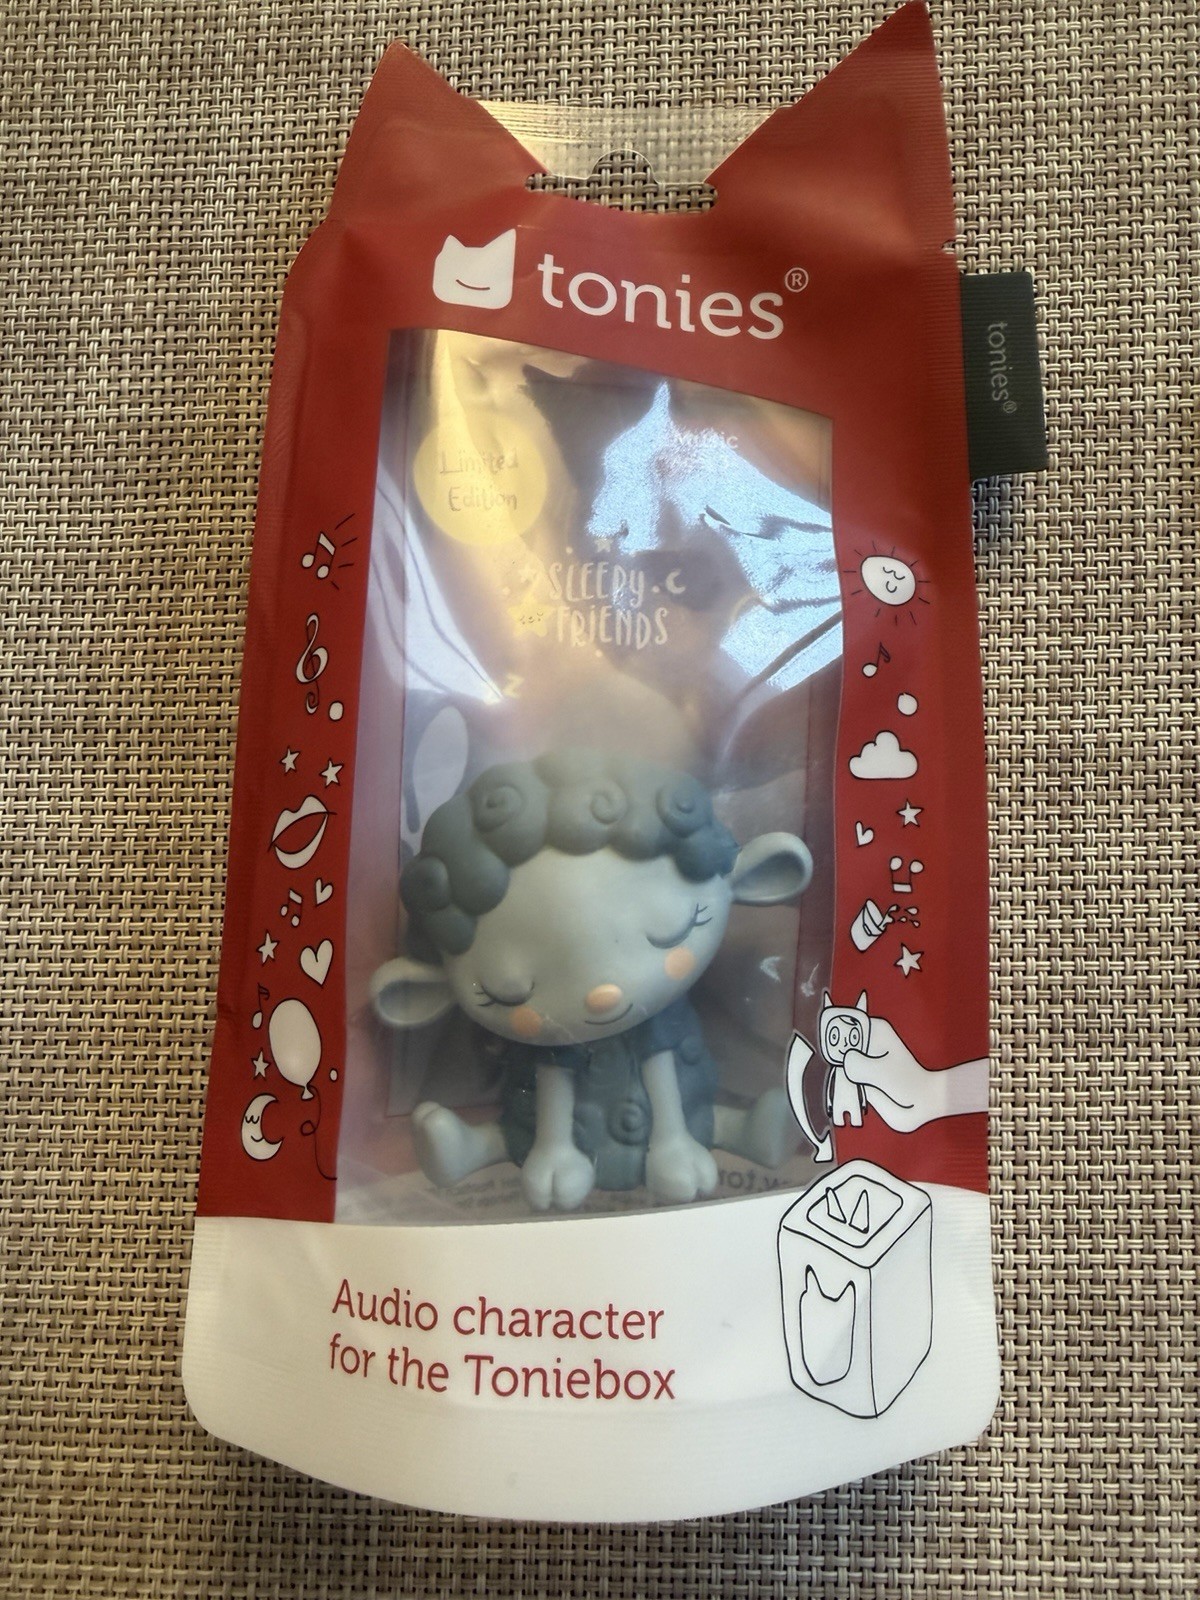 tonies®
tonies®
Limited
Edition
Music
SLEEPY
FRIENDS
Z
Audio character
for the Toniebox